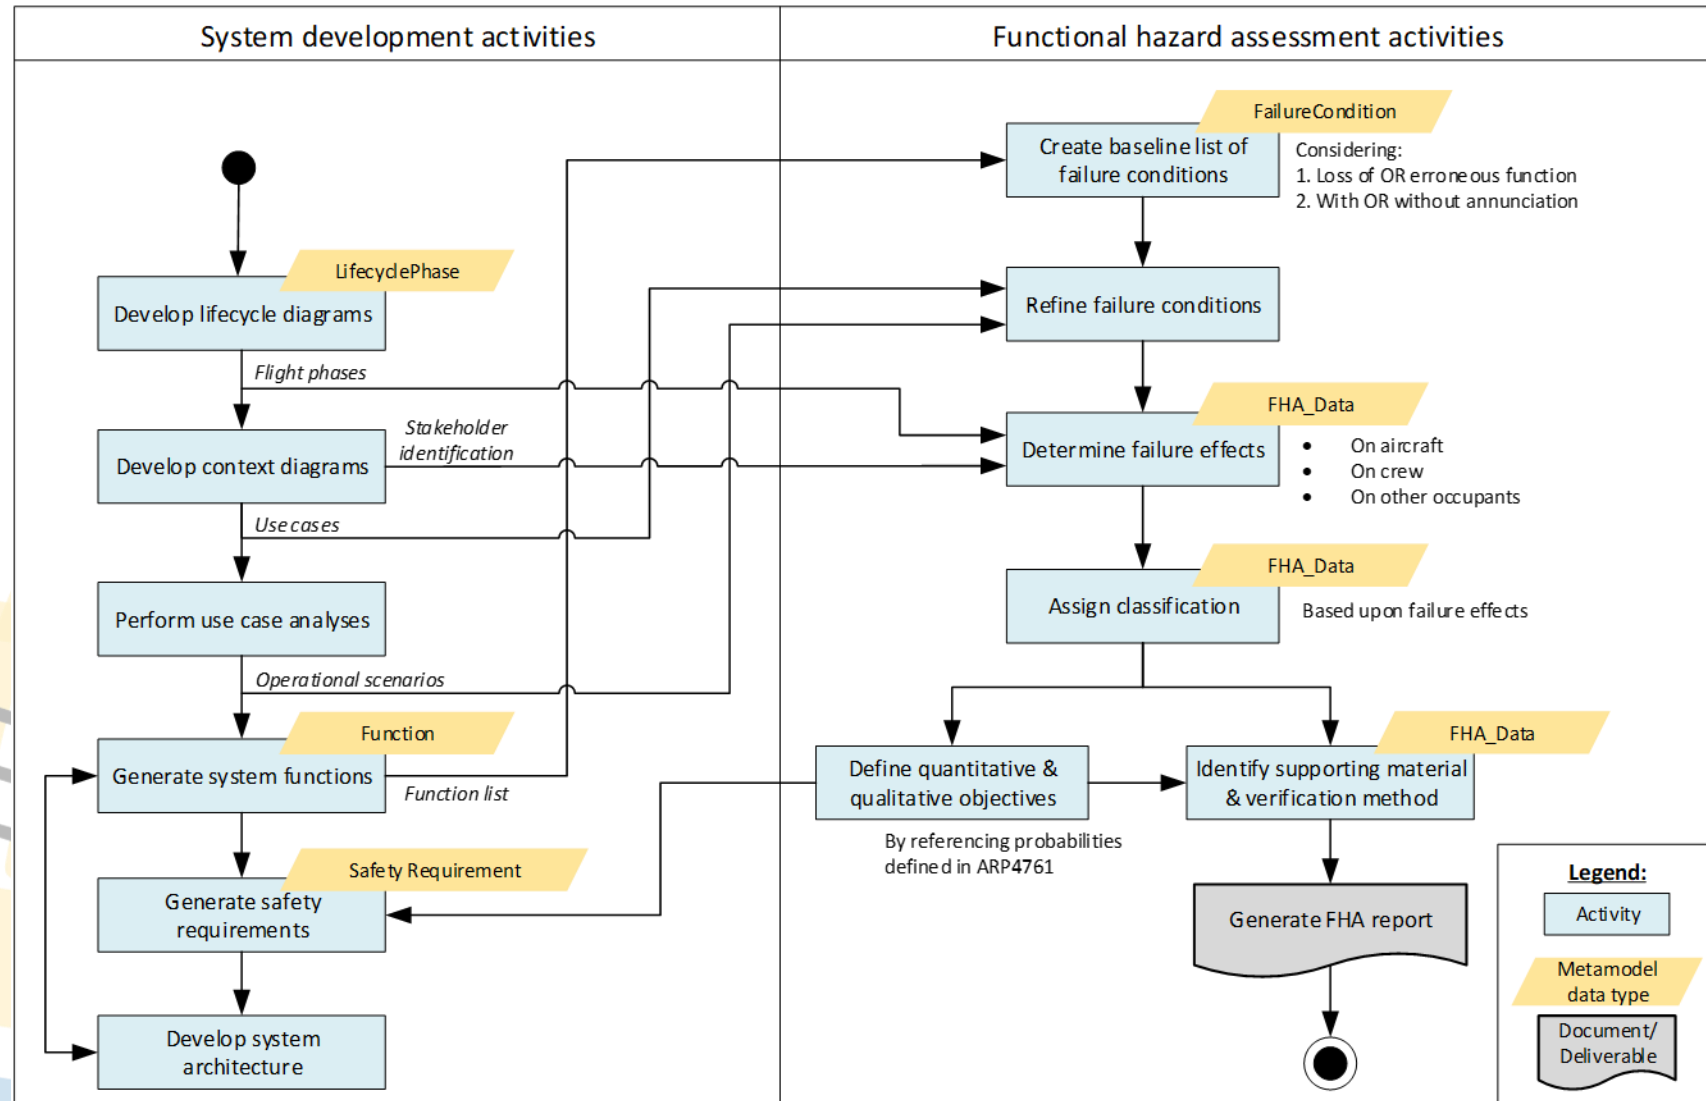 System development activities
Functional hazard assessment activities
FailureCondition
Create baseline list of
failure conditions
Considering:
1. Loss of OR erroneous function
2. With OR without annunciation
LifecyclePhase
Develop lifecycle diagrams
Refine failure conditions
Flight phases
FHA_Data
Stakeholder
identification
Develop context diagrams
Determine failure effects
• On aircraft
• On crew
• On other occupants
Use cases
FHA_Data
Perform use case analyses
Assign classification
Based upon failure effects
Operational scenarios
Function
FHA_Data
Generate system functions
Function list
Define quantitative &
qualitative objectives
Identify supporting material
& verification method
By referencing probabilities
defined in ARP4761
Safety Requirement
Generate safety
requirements
Generate FHA report
Develop system
architecture
Legend:
Activity
Metamodel
data type
Document/
Deliverable